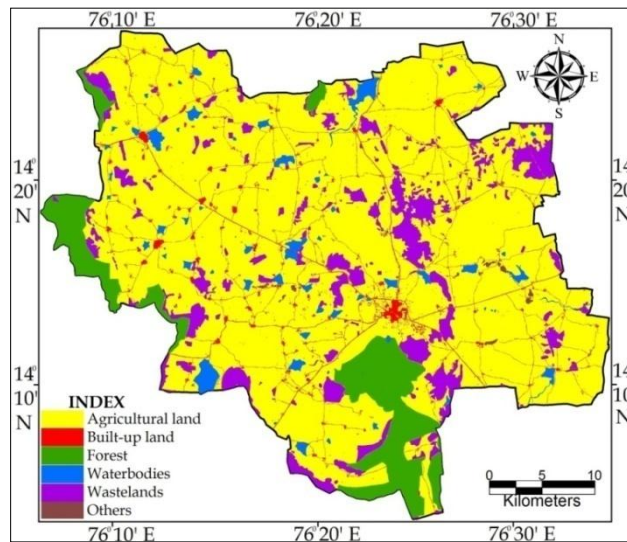 76°10' E 76°20' E 76°30' E
N
W E
S
14° 20' N 14° 20' N
14° 10' N 14° 10' N
INDEX
Agricultural land
Built-up land
Forest
Waterbodies
Wastelands
Others
0 5 10
Kilometers
76°10' E 76°20' E 76°30' E